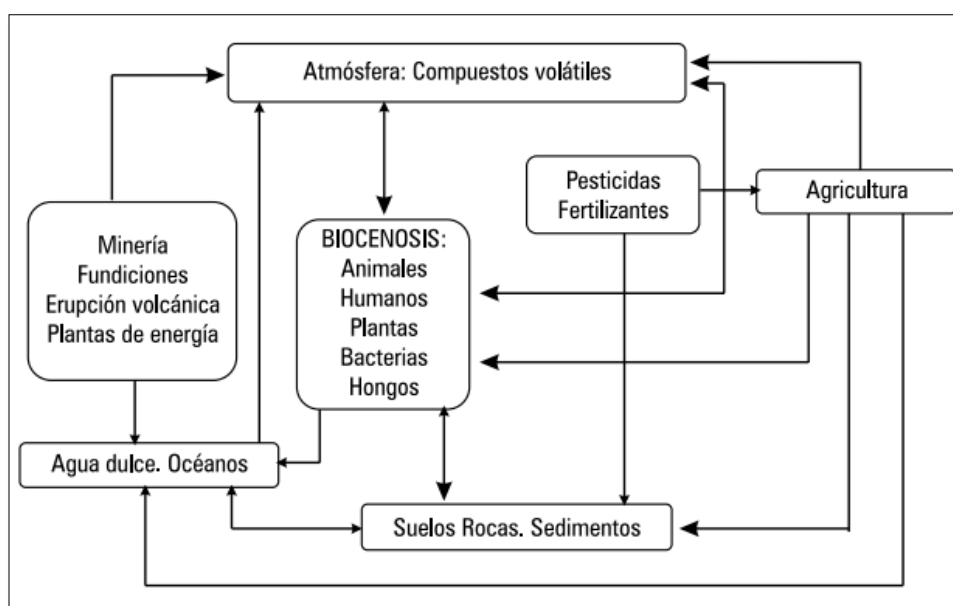 Atmósfera: Compuestos volátiles
Pesticidas
Fertilizantes
Agricultura
Minería
Fundiciones
Erupción volcánica
Plantas de energía
BIOCENOSIS:
Animales
Humanos
Plantas
Bacterias
Hongos
Agua dulce. Océanos
Suelos Rocas. Sedimentos